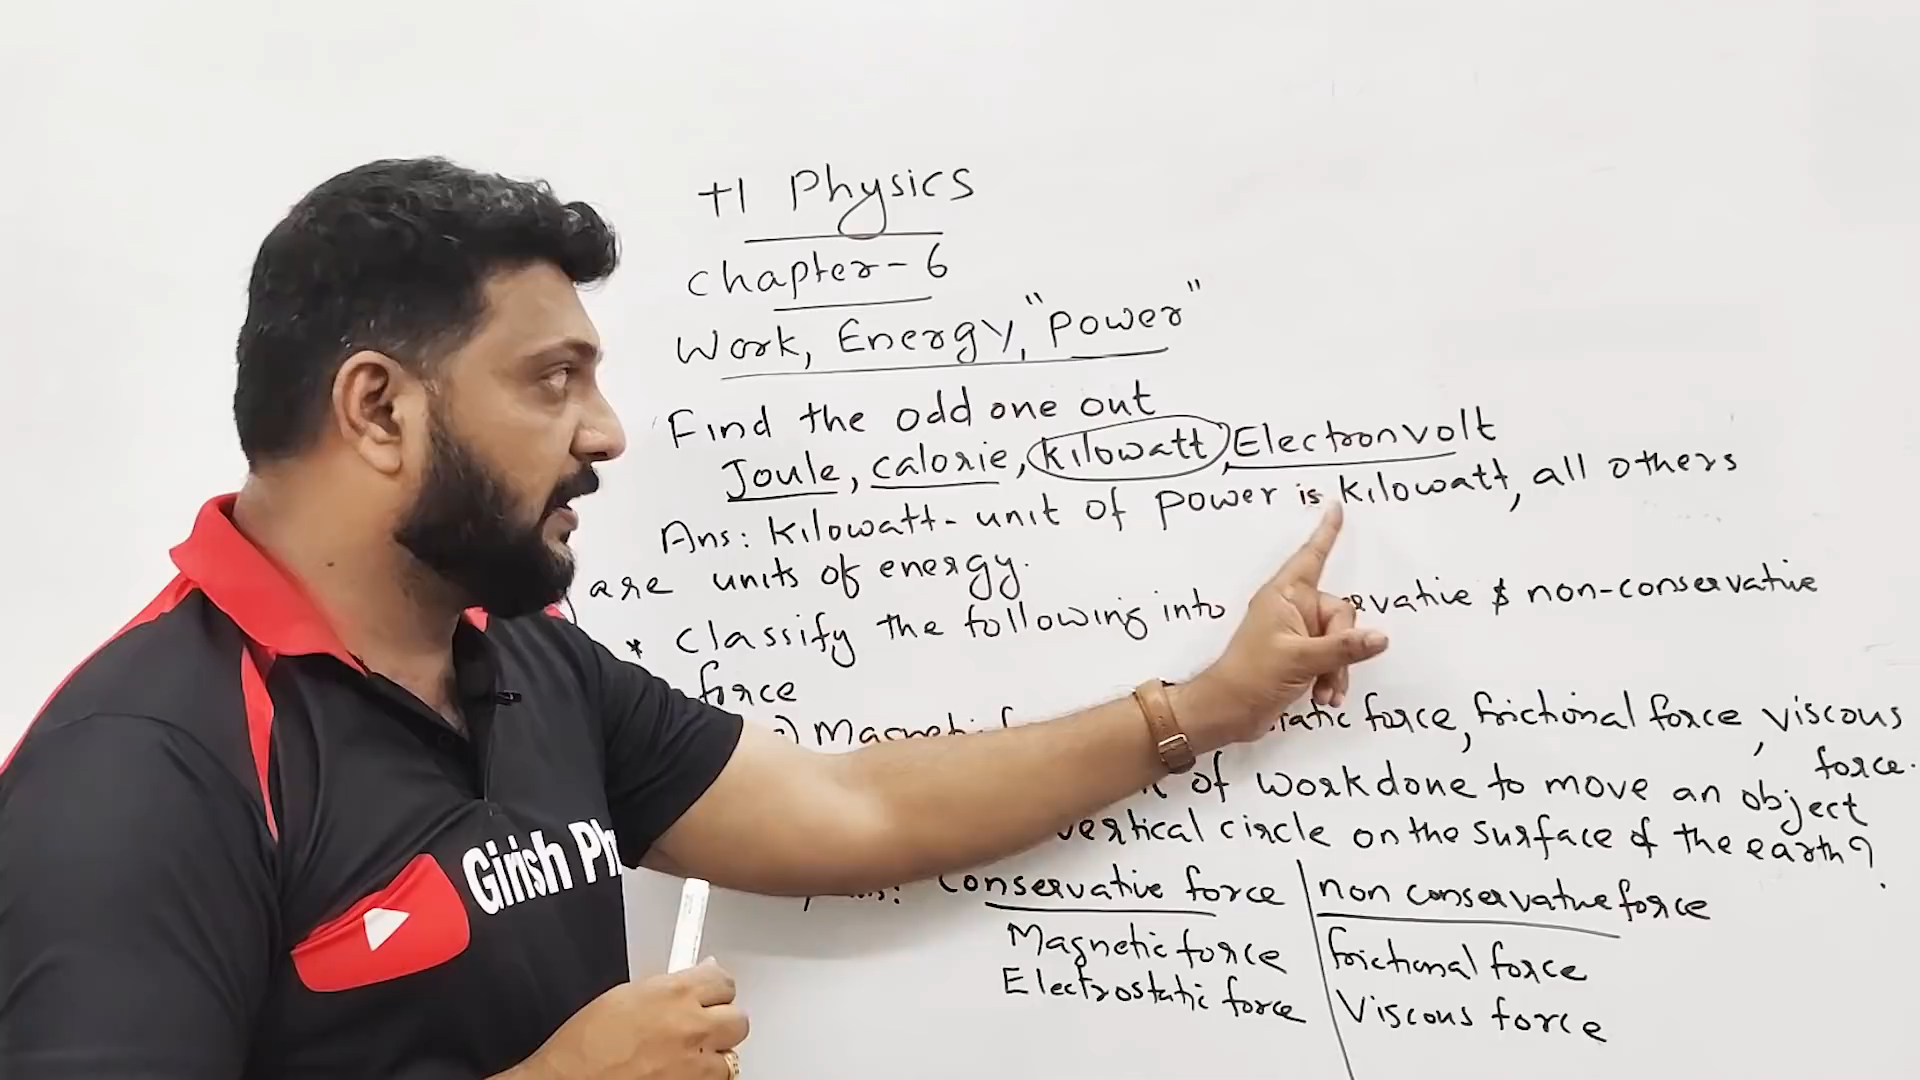 +1 Physics
Chapter-6
Work, Energy, "Power"
Find the odd one out
Joule, calorie, kilowatt, Electronvolt
Ans: Kilowatt- unit of power is kilowatt, all others
are units of energy.
* Classify the following into & non-conservative
force
force, frictional force, viscous
force.
of work done to move an object
vertical circle on the surface of the earth?
Conservative force | non conservative force
Magnetic force | frictional force
Electrostatic force | Viscous force
Girish Ph